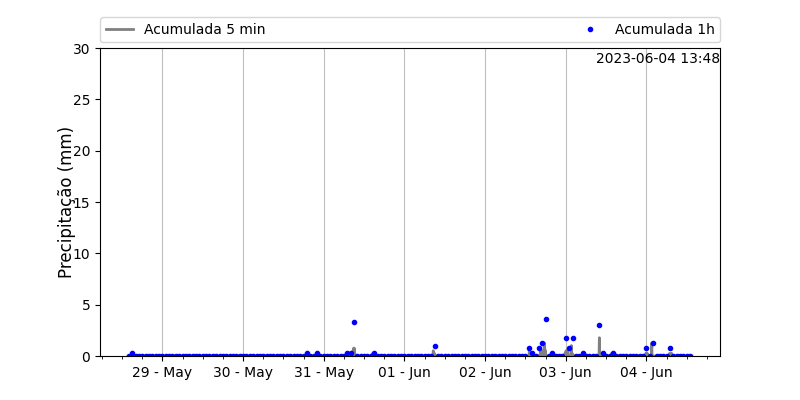 Acumulada 5 min
Acumulada 1h
2023-06-04 13:48
Precipitação (mm)
30
25
20
15
10
5
0
29 - May
30 - May
31 - May
01 - Jun
02 - Jun
03 - Jun
04 - Jun